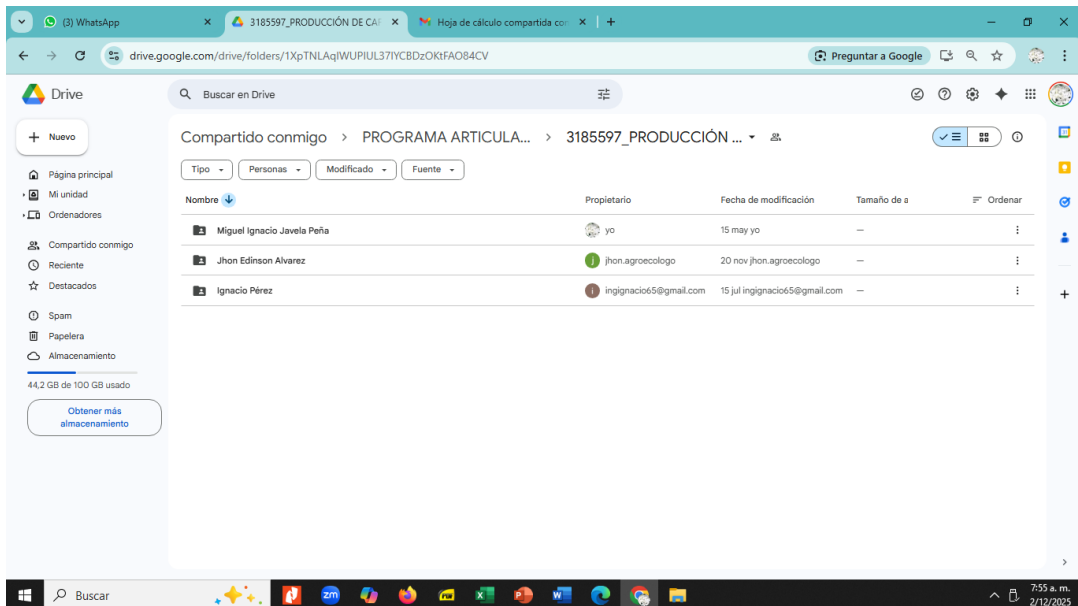 (3) WhatsApp
3185597_PRODUCCIÓN DE CAF
Hoja de cálculo compartida con
drive.google.com/drive/folders/1XpTNLAqIWUPIUL37IYCBDzOKtFAO84CV
Preguntar a Google
Drive
Buscar en Drive
Nuevo
Compartido conmigo > PROGRAMA ARTICULA... > 3185597_PRODUCCIÓN ...
Tipo Personas Modificado Fuente
Página principal
Mi unidad
Ordenadores
Compartido conmigo
Reciente
Destacados
Spam
Papelera
Almacenamiento
44,2 GB de 100 GB usado
Obtener más
almacenamiento
Nombre Propietario Fecha de modificación Tamaño de a Ordenar
Miguel Ignacio Javela Peña yo 15 may yo —
Jhon Edinson Alvarez jhon.agroecologo 20 nov jhon.agroecologo —
Ignacio Pérez ingignacio65@gmail.com 15 jul ingignacio65@gmail.com —
Buscar
7:55 a. m.
2/12/2025